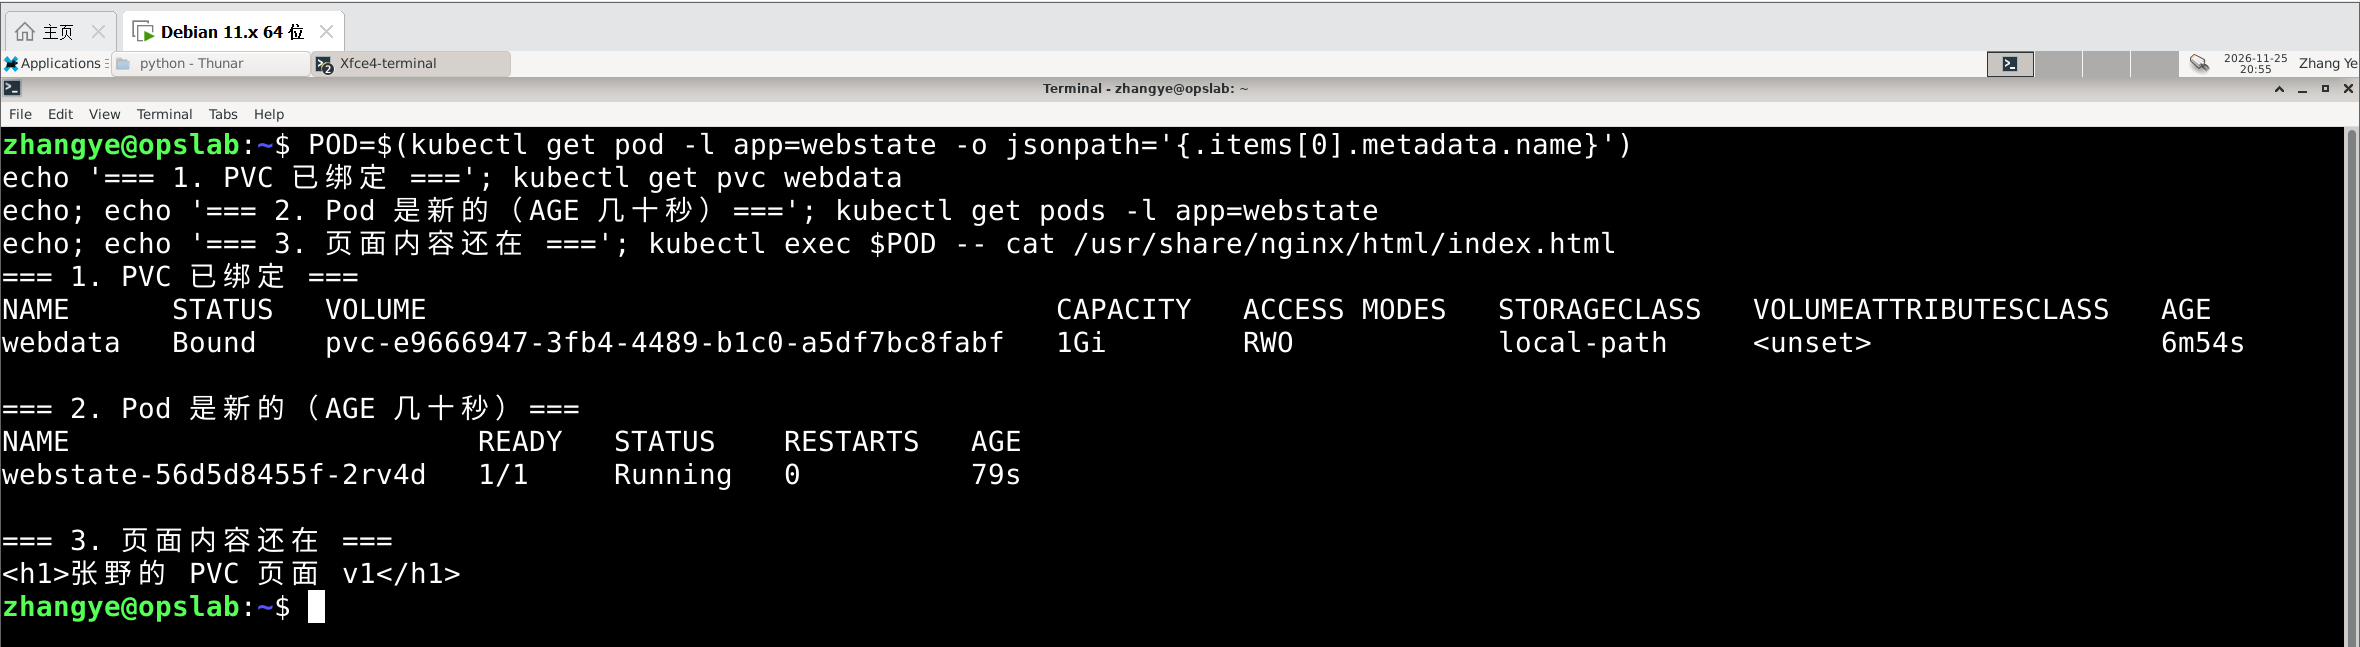 主页
Debian 11.x 64 位
Applications
python - Thunar
Xfce4-terminal
2026-11-25
20:55
Zhang Ye
Terminal - zhangye@opslab: ~
File Edit View Terminal Tabs Help
zhangye@opslab:~$ POD=$(kubectl get pod -l app=webstate -o jsonpath='{.items[0].metadata.name}')
echo '=== 1. PVC 已绑定 ==='; kubectl get pvc webdata
echo; echo '=== 2. Pod 是新的（AGE 几十秒）==='; kubectl get pods -l app=webstate
echo; echo '=== 3. 页面内容还在 ==='; kubectl exec $POD -- cat /usr/share/nginx/html/index.html
=== 1. PVC 已绑定 ===
NAME STATUS VOLUME CAPACITY ACCESS MODES STORAGECLASS VOLUMEATTRIBUTESCLASS AGE
webdata Bound pvc-e9666947-3fb4-4489-b1c0-a5df7bc8fabf 1Gi RWO local-path <unset> 6m54s
=== 2. Pod 是新的（AGE 几十秒）===
NAME READY STATUS RESTARTS AGE
webstate-56d5d8455f-2rv4d 1/1 Running 0 79s
=== 3. 页面内容还在 ===
<h1>张野的 PVC 页面 v1</h1>
zhangye@opslab:~$